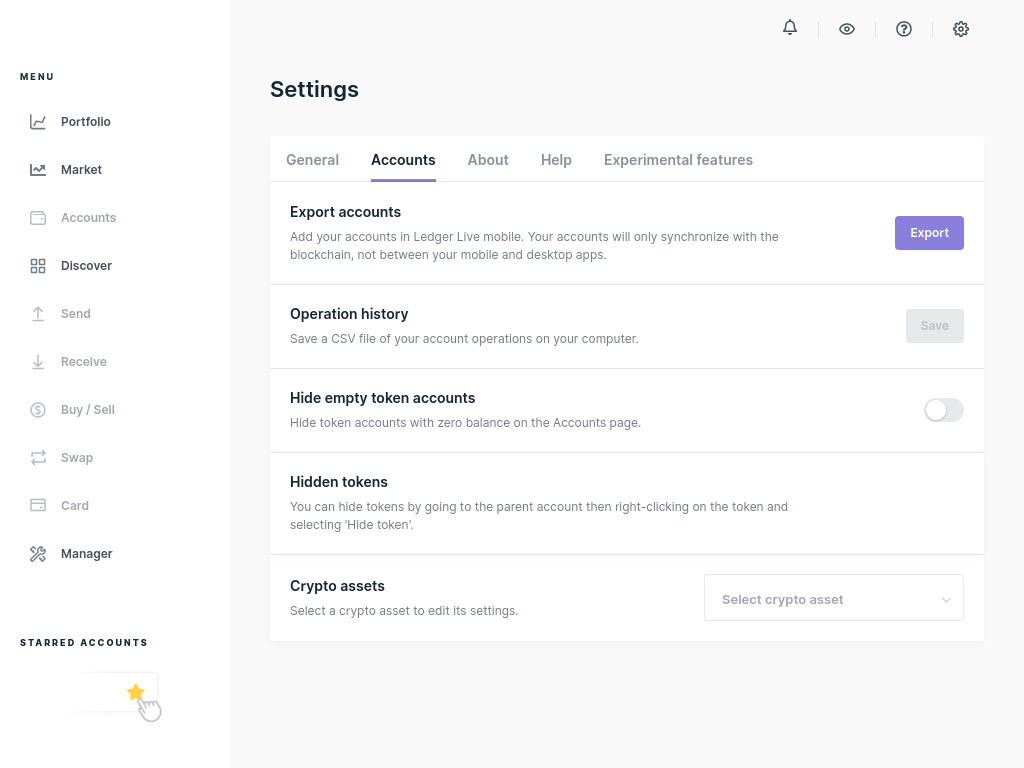 MENU
Portfolio
Market
Accounts
Discover
Send
Receive
Buy / Sell
Swap
Card
Manager
STARRED ACCOUNTS
Settings
General Accounts About Help Experimental features
Export accounts
Add your accounts in Ledger Live mobile. Your accounts will only synchronize with the
blockchain, not between your mobile and desktop apps.
Export
Operation history
Save a CSV file of your account operations on your computer.
Save
Hide empty token accounts
Hide token accounts with zero balance on the Accounts page.
Hidden tokens
You can hide tokens by going to the parent account then right-clicking on the token and
selecting 'Hide token'.
Crypto assets
Select a crypto asset to edit its settings.
Select crypto asset